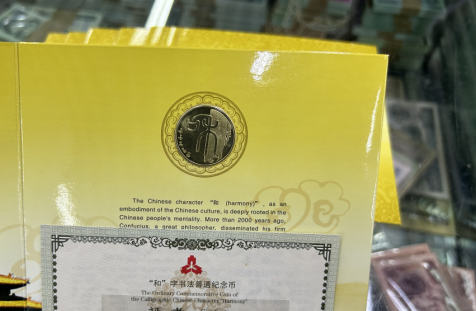 The Chinese character "和 (harmony)", as an
embodiment of the Chinese culture, is deeply rooted in the
Chinese people's mentality. More than 2000 years ago,
Confucius, a great philosopher, disseminated his firm
“和”字书法普通纪念币
The Ordinary Commemorative Coin of
the Calligraphic Chinese Character "Harmony"